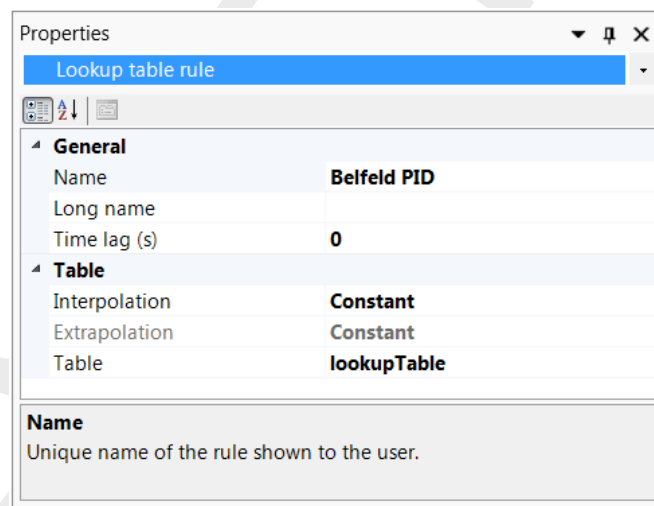 Properties
Lookup table rule
General
Name Belfeld PID
Long name
Time lag (s) 0
Table
Interpolation Constant
Extrapolation Constant
Table lookupTable
Name
Unique name of the rule shown to the user.